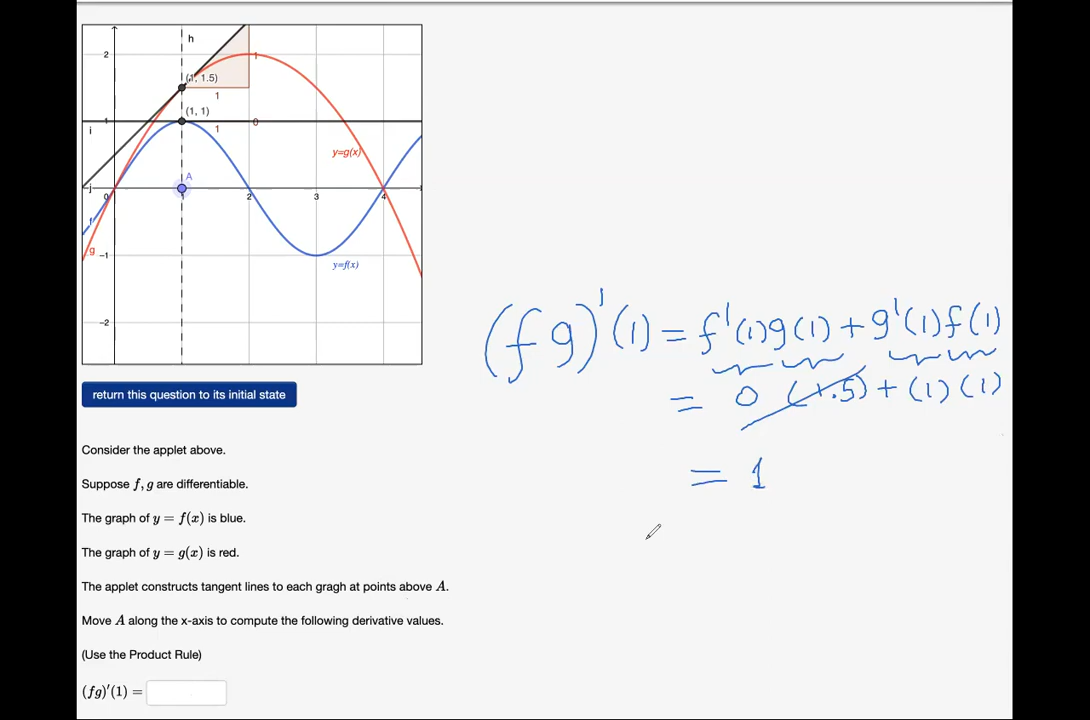 h
2
1
(1, 1.5)
1
(1, 1)
1
i
1
0
y=g(x)
A
j
0
1
2
3
4
f
g
-1
y=f(x)
-2
(fg)'(1) = f'(1)g(1) + g'(1)f(1)
= 0 (1.5) + (1)(1)
= 1
return this question to its initial state
Consider the applet above.
Suppose f, g are differentiable.
The graph of y = f(x) is blue.
The graph of y = g(x) is red.
The applet constructs tangent lines to each gragh at points above A.
Move A along the x-axis to compute the following derivative values.
(Use the Product Rule)
(fg)'(1) =